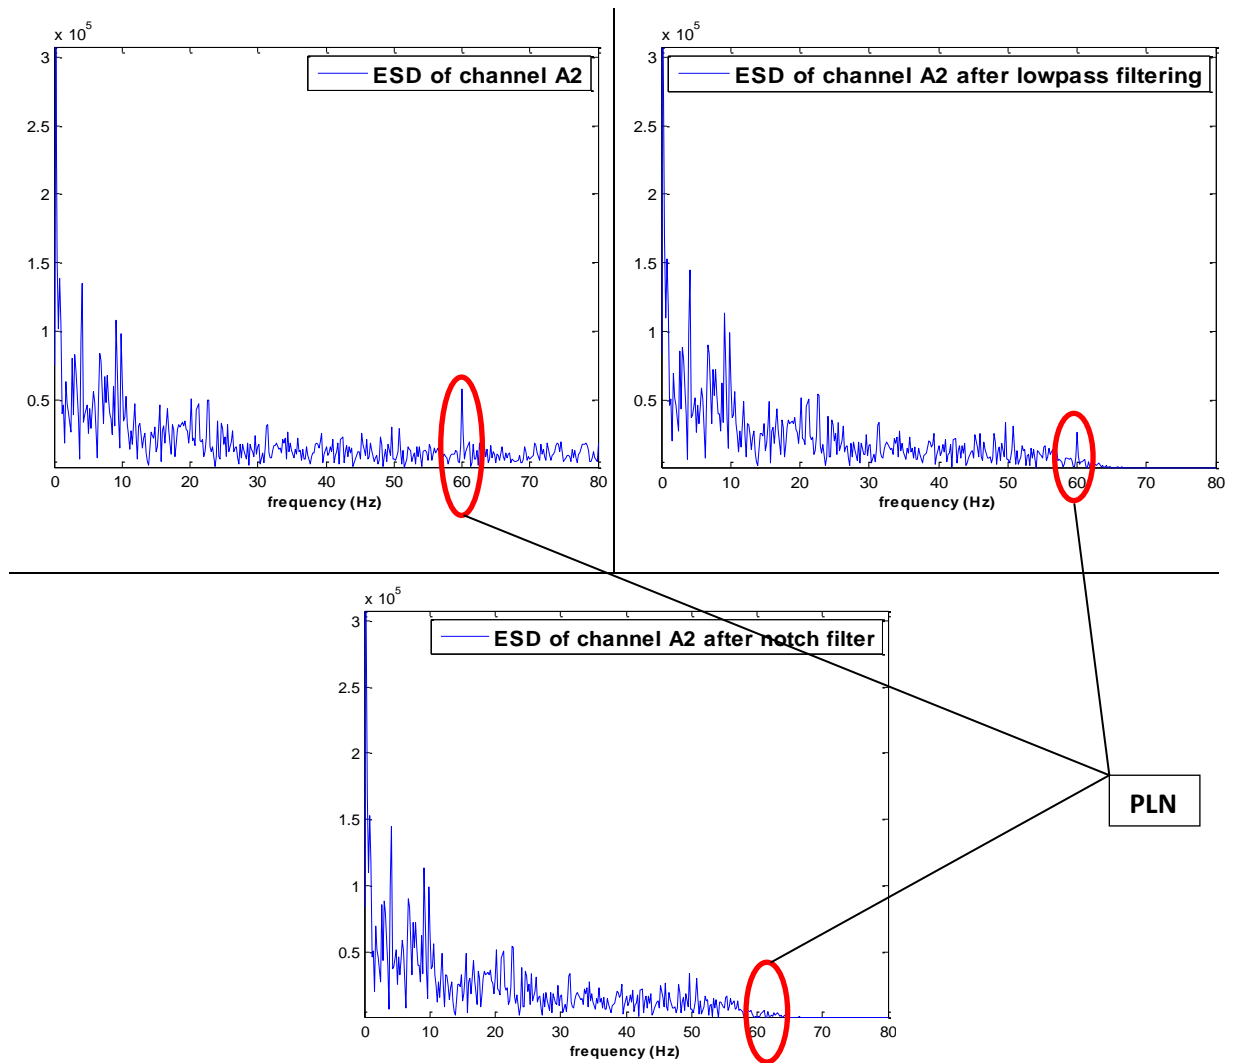 x 10^5
3
2.5
2
1.5
1
0.5
0 10 20 30 40 50 60 70 80
frequency (Hz)
ESD of channel A2
x 10^5
3
2.5
2
1.5
1
0.5
0 10 20 30 40 50 60 70 80
frequency (Hz)
ESD of channel A2 after lowpass filtering
x 10^5
3
2.5
2
1.5
1
0.5
0 10 20 30 40 50 60 70 80
frequency (Hz)
ESD of channel A2 after notch filter
PLN